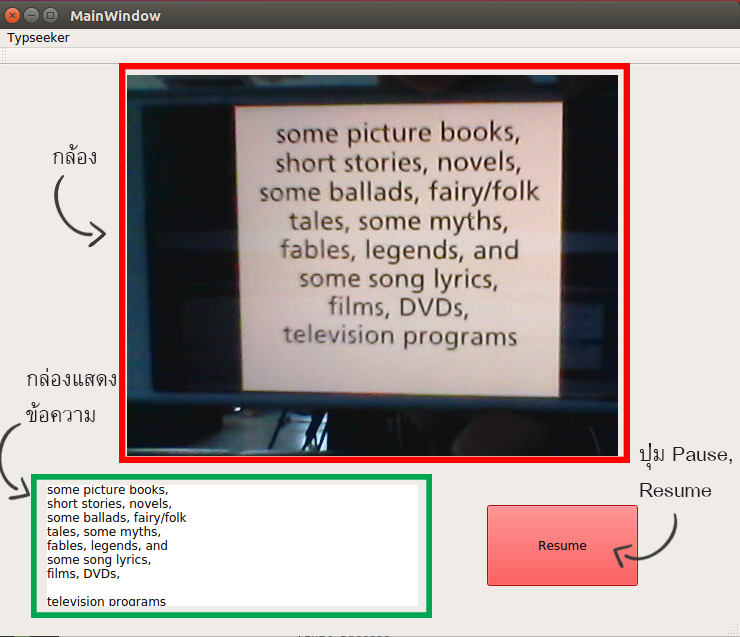 MainWindow
Typseeker
กล้อง
some picture books,
short stories, novels,
some ballads, fairy/folk
tales, some myths,
fables, legends, and
some song lyrics,
films, DVDs,
television programs
กล่องแสดง
ข้อความ
some picture books,
short stories, novels,
some ballads, fairy/folk
tales, some myths,
fables, legends, and
some song lyrics,
films, DVDs,
television programs
ปุ่ม Pause,
Resume
Resume